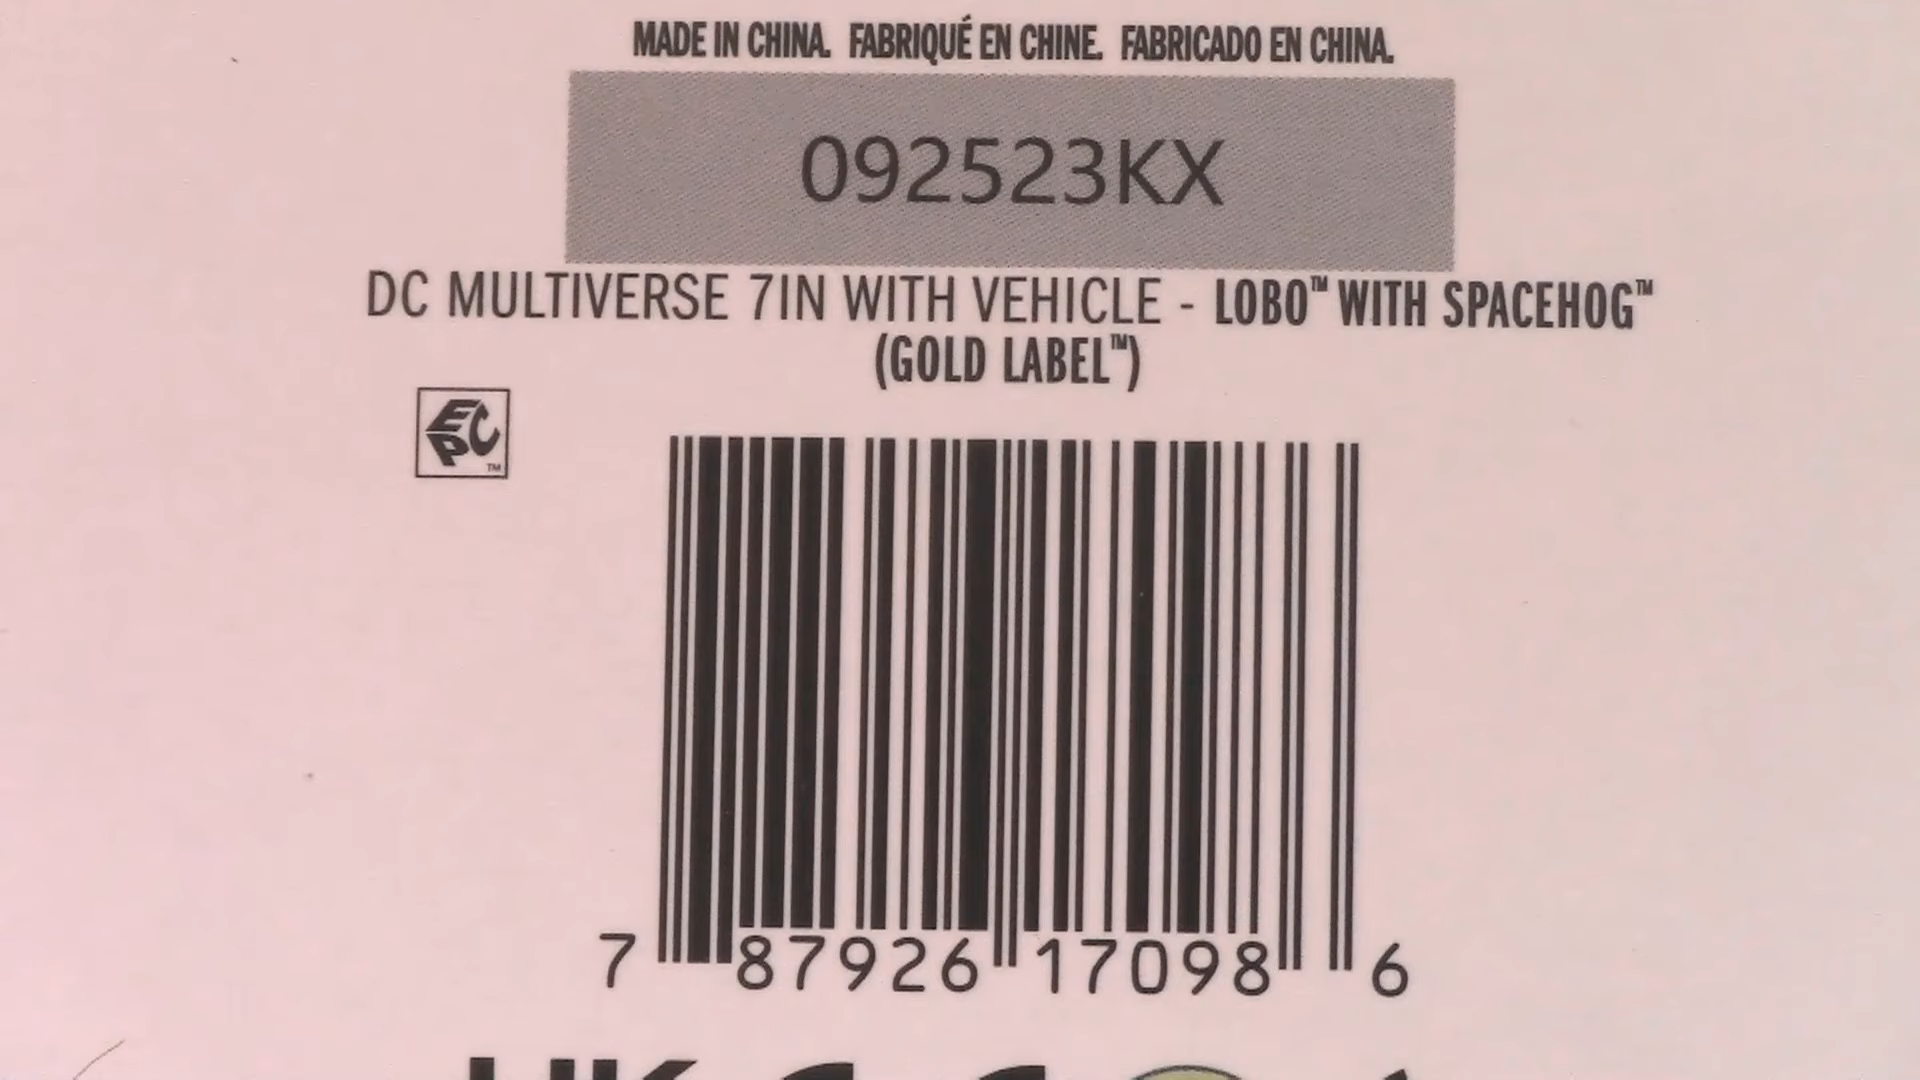 MADE IN CHINA. FABRIQUÉ EN CHINE. FABRICADO EN CHINA.
092523KX
DC MULTIVERSE 7IN WITH VEHICLE - LOBO™ WITH SPACEHOG™
(GOLD LABEL™)
EPC™
7 87926 17098 6